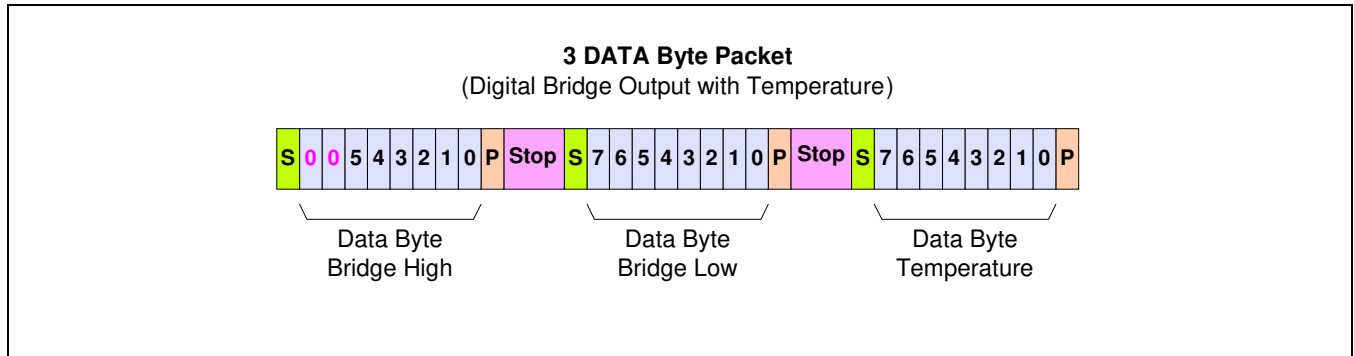 3 DATA Byte Packet
(Digital Bridge Output with Temperature)
S 0 0 5 4 3 2 1 0 P Stop S 7 6 5 4 3 2 1 0 P Stop S 7 6 5 4 3 2 1 0 P
Data Byte Data Byte Data Byte
Bridge High Bridge Low Temperature